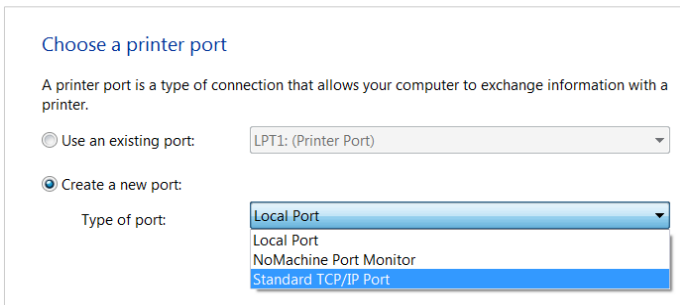 Choose a printer port
A printer port is a type of connection that allows your computer to exchange information with a
printer.
Use an existing port: LPT1: (Printer Port)
Create a new port:
Type of port: Local Port
Local Port
NoMachine Port Monitor
Standard TCP/IP Port